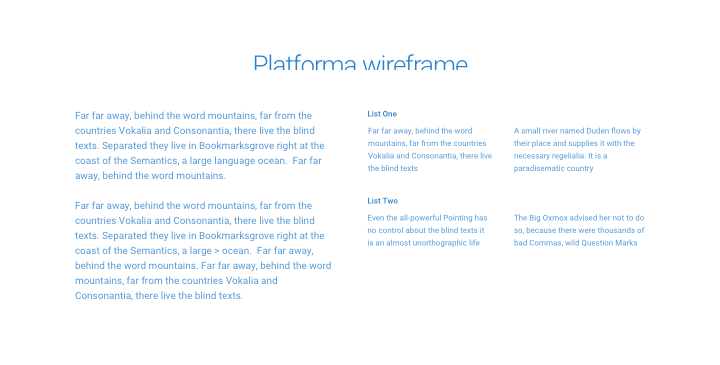 Platforma wireframe
Far far away, behind the word mountains, far from the
countries Vokalia and Consonantia, there live the blind
texts. Separated they live in Bookmarksgrove right at the
coast of the Semantics, a large language ocean.  Far far
away, behind the word mountains.
Far far away, behind the word mountains, far from the
countries Vokalia and Consonantia, there live the blind
texts. Separated they live in Bookmarksgrove right at the
coast of the Semantics, a large > ocean.  Far far away,
behind the word mountains. Far far away, behind the word
mountains, far from the countries Vokalia and
Consonantia, there live the blind texts.
List One
Far far away, behind the word
mountains, far from the countries
Vokalia and Consonantia, there live
the blind texts
A small river named Duden flows by
their place and supplies it with the
necessary regelialia. It is a
paradisematic country
List Two
Even the all-powerful Pointing has
no control about the blind texts it
is an almost unorthographic life
The Big Oxmox advised her not to do
so, because there were thousands of
bad Commas, wild Question Marks